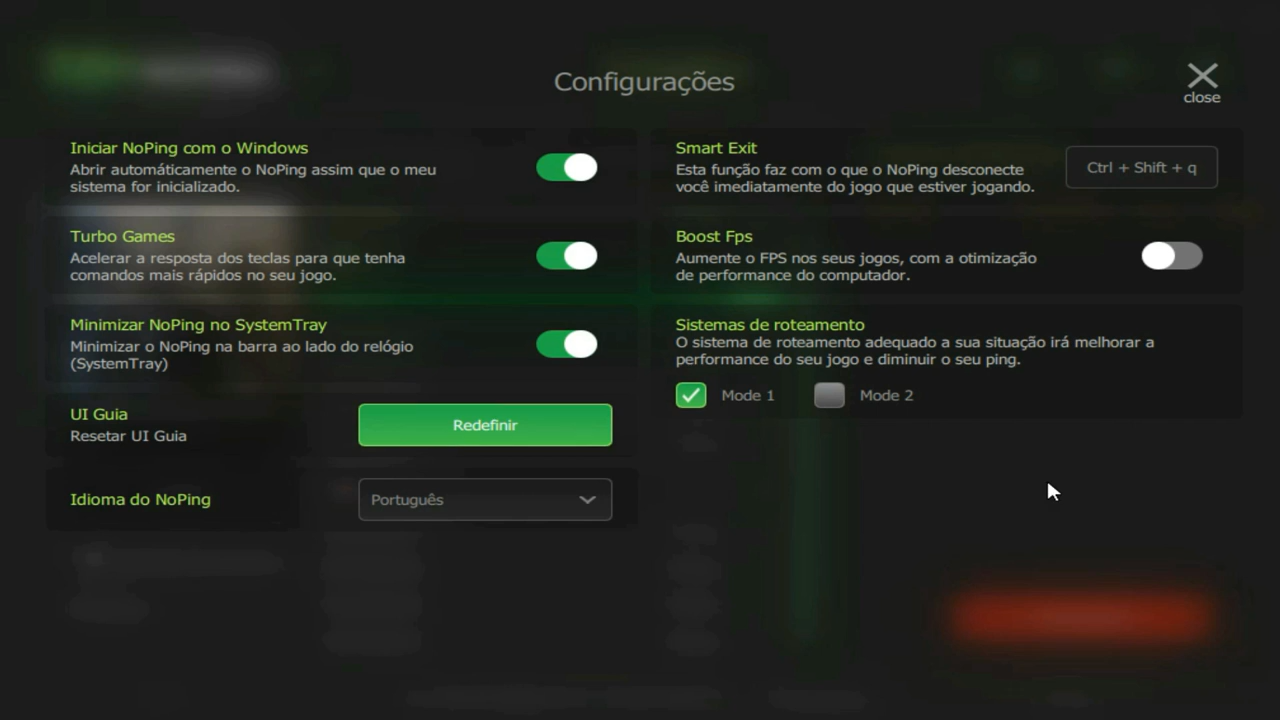 Configurações
close
Iniciar NoPing com o Windows
Abrir automáticamente o NoPing assim que o meu
sistema for inicializado.
Turbo Games
Acelerar a resposta dos teclas para que tenha
comandos mais rápidos no seu jogo.
Minimizar NoPing no SystemTray
Minimizar o NoPing na barra ao lado do relógio
(SystemTray)
UI Guia
Resetar UI Guia
Redefinir
Idioma do NoPing
Português
Smart Exit
Esta função faz com o que o NoPing desconecte
você imediatamente do jogo que estiver jogando.
Ctrl + Shift + q
Boost Fps
Aumente o FPS nos seus jogos, com a otimização
de performance do computador.
Sistemas de roteamento
O sistema de roteamento adequado a sua situação irá melhorar a
performance do seu jogo e diminuir o seu ping.
Mode 1
Mode 2